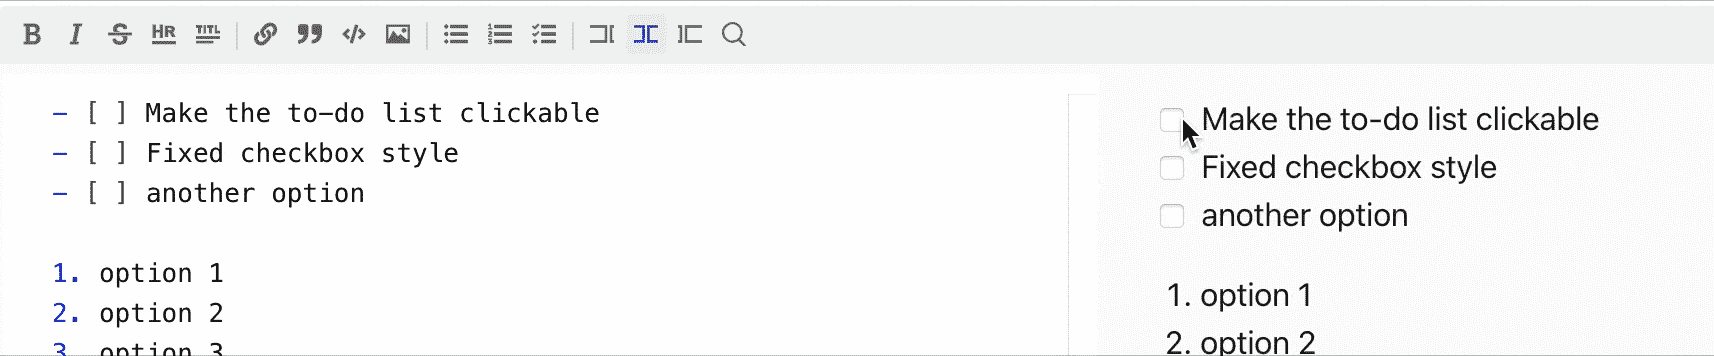 B I S HR TITL
- [ ] Make the to-do list clickable
- [ ] Fixed checkbox style
- [ ] another option
1. option 1
2. option 2
3. option 3
Make the to-do list clickable
Fixed checkbox style
another option
1. option 1
2. option 2